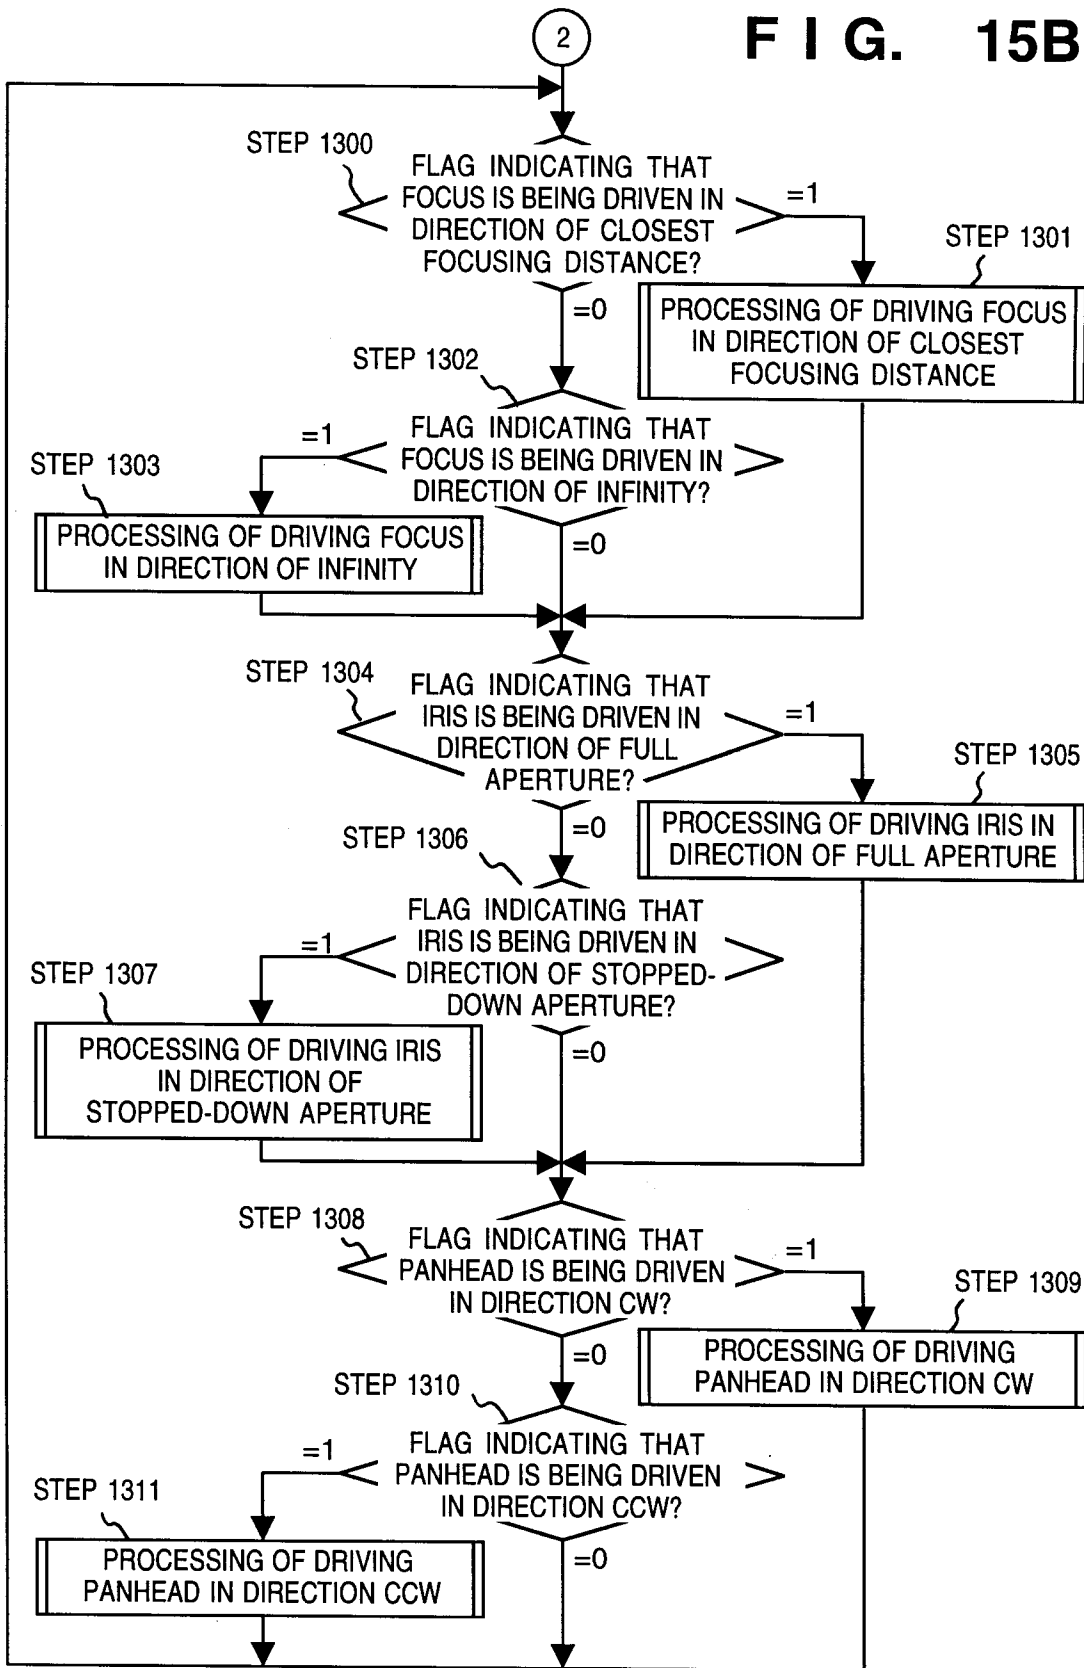 2
FIG. 15B
STEP 1300
FLAG INDICATING THAT
FOCUS IS BEING DRIVEN IN
DIRECTION OF CLOSEST
FOCUSING DISTANCE?
=1
STEP 1301
=0
PROCESSING OF DRIVING FOCUS
IN DIRECTION OF CLOSEST
FOCUSING DISTANCE
STEP 1302
FLAG INDICATING THAT
FOCUS IS BEING DRIVEN IN
DIRECTION OF INFINITY?
=1
STEP 1303
=0
PROCESSING OF DRIVING FOCUS
IN DIRECTION OF INFINITY
STEP 1304
FLAG INDICATING THAT
IRIS IS BEING DRIVEN IN
DIRECTION OF FULL
APERTURE?
=1
STEP 1305
=0
PROCESSING OF DRIVING IRIS IN
DIRECTION OF FULL APERTURE
STEP 1306
FLAG INDICATING THAT
IRIS IS BEING DRIVEN IN
DIRECTION OF STOPPED-
DOWN APERTURE?
=1
STEP 1307
=0
PROCESSING OF DRIVING IRIS
IN DIRECTION OF
STOPPED-DOWN APERTURE
STEP 1308
FLAG INDICATING THAT
PANHEAD IS BEING DRIVEN
IN DIRECTION CW?
=1
STEP 1309
=0
PROCESSING OF DRIVING
PANHEAD IN DIRECTION CW
STEP 1310
FLAG INDICATING THAT
PANHEAD IS BEING DRIVEN
IN DIRECTION CCW?
=1
STEP 1311
=0
PROCESSING OF DRIVING
PANHEAD IN DIRECTION CCW